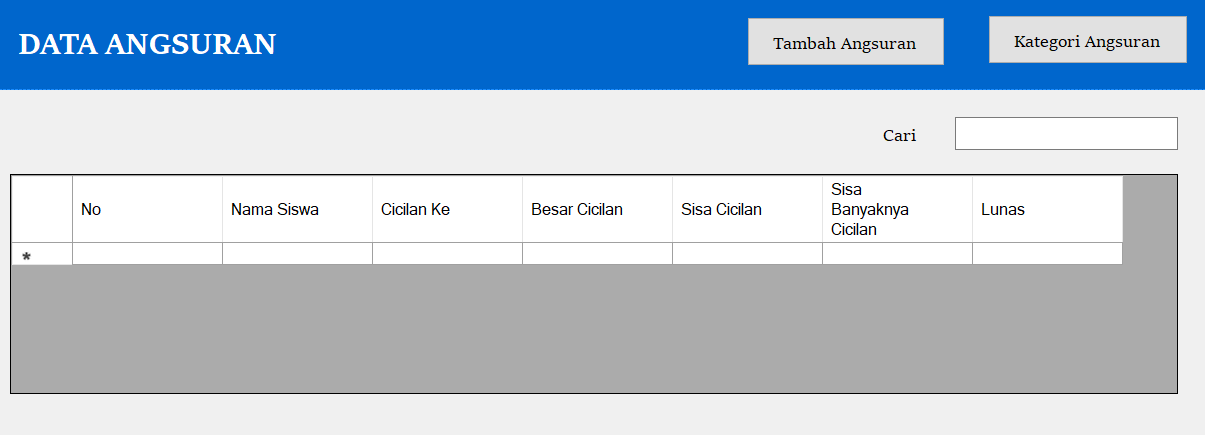 DATA ANGSURAN
Tambah Angsuran
Kategori Angsuran
Cari
No
Nama Siswa
Cicilan Ke
Besar Cicilan
Sisa Cicilan
Sisa
Banyaknya
Cicilan
Lunas
*